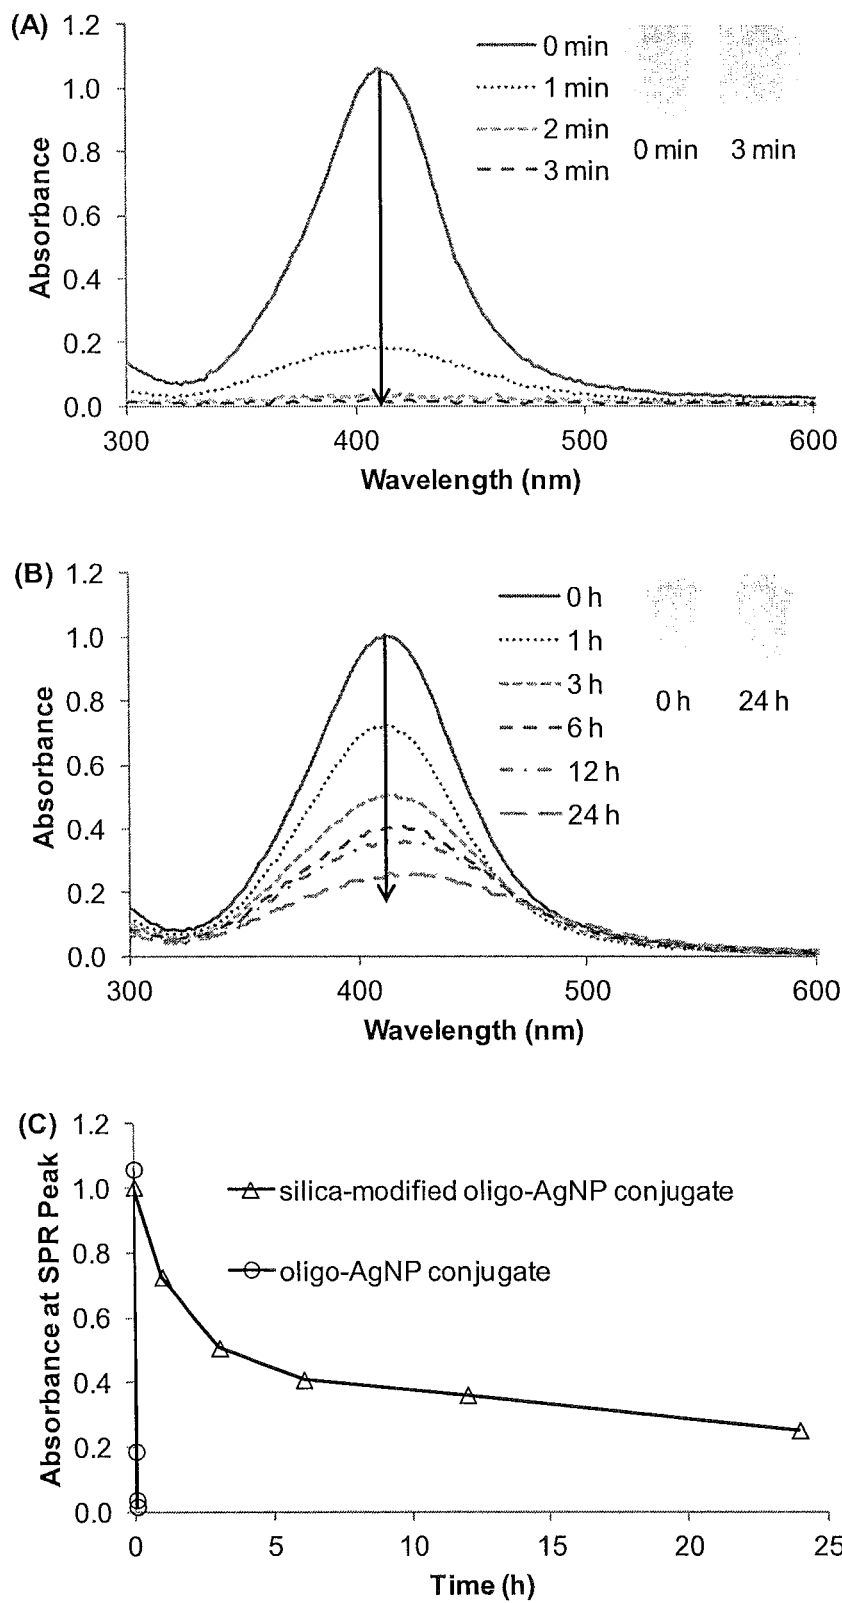 (A)
1.2
1.0
0.8
0.6
0.4
0.2
0.0
Absorbance
0 min
1 min
2 min
3 min
0 min 3 min
300 400 500 600
Wavelength (nm)
(B)
1.2
1.0
0.8
0.6
0.4
0.2
0.0
Absorbance
0 h
1 h
3 h
6 h
12 h
24 h
0 h 24 h
300 400 500 600
Wavelength (nm)
(C)
1.2
1.0
0.8
0.6
0.4
0.2
0.0
Absorbance at SPR Peak
silica-modified oligo-AgNP conjugate
oligo-AgNP conjugate
0 5 10 15 20 25
Time (h)